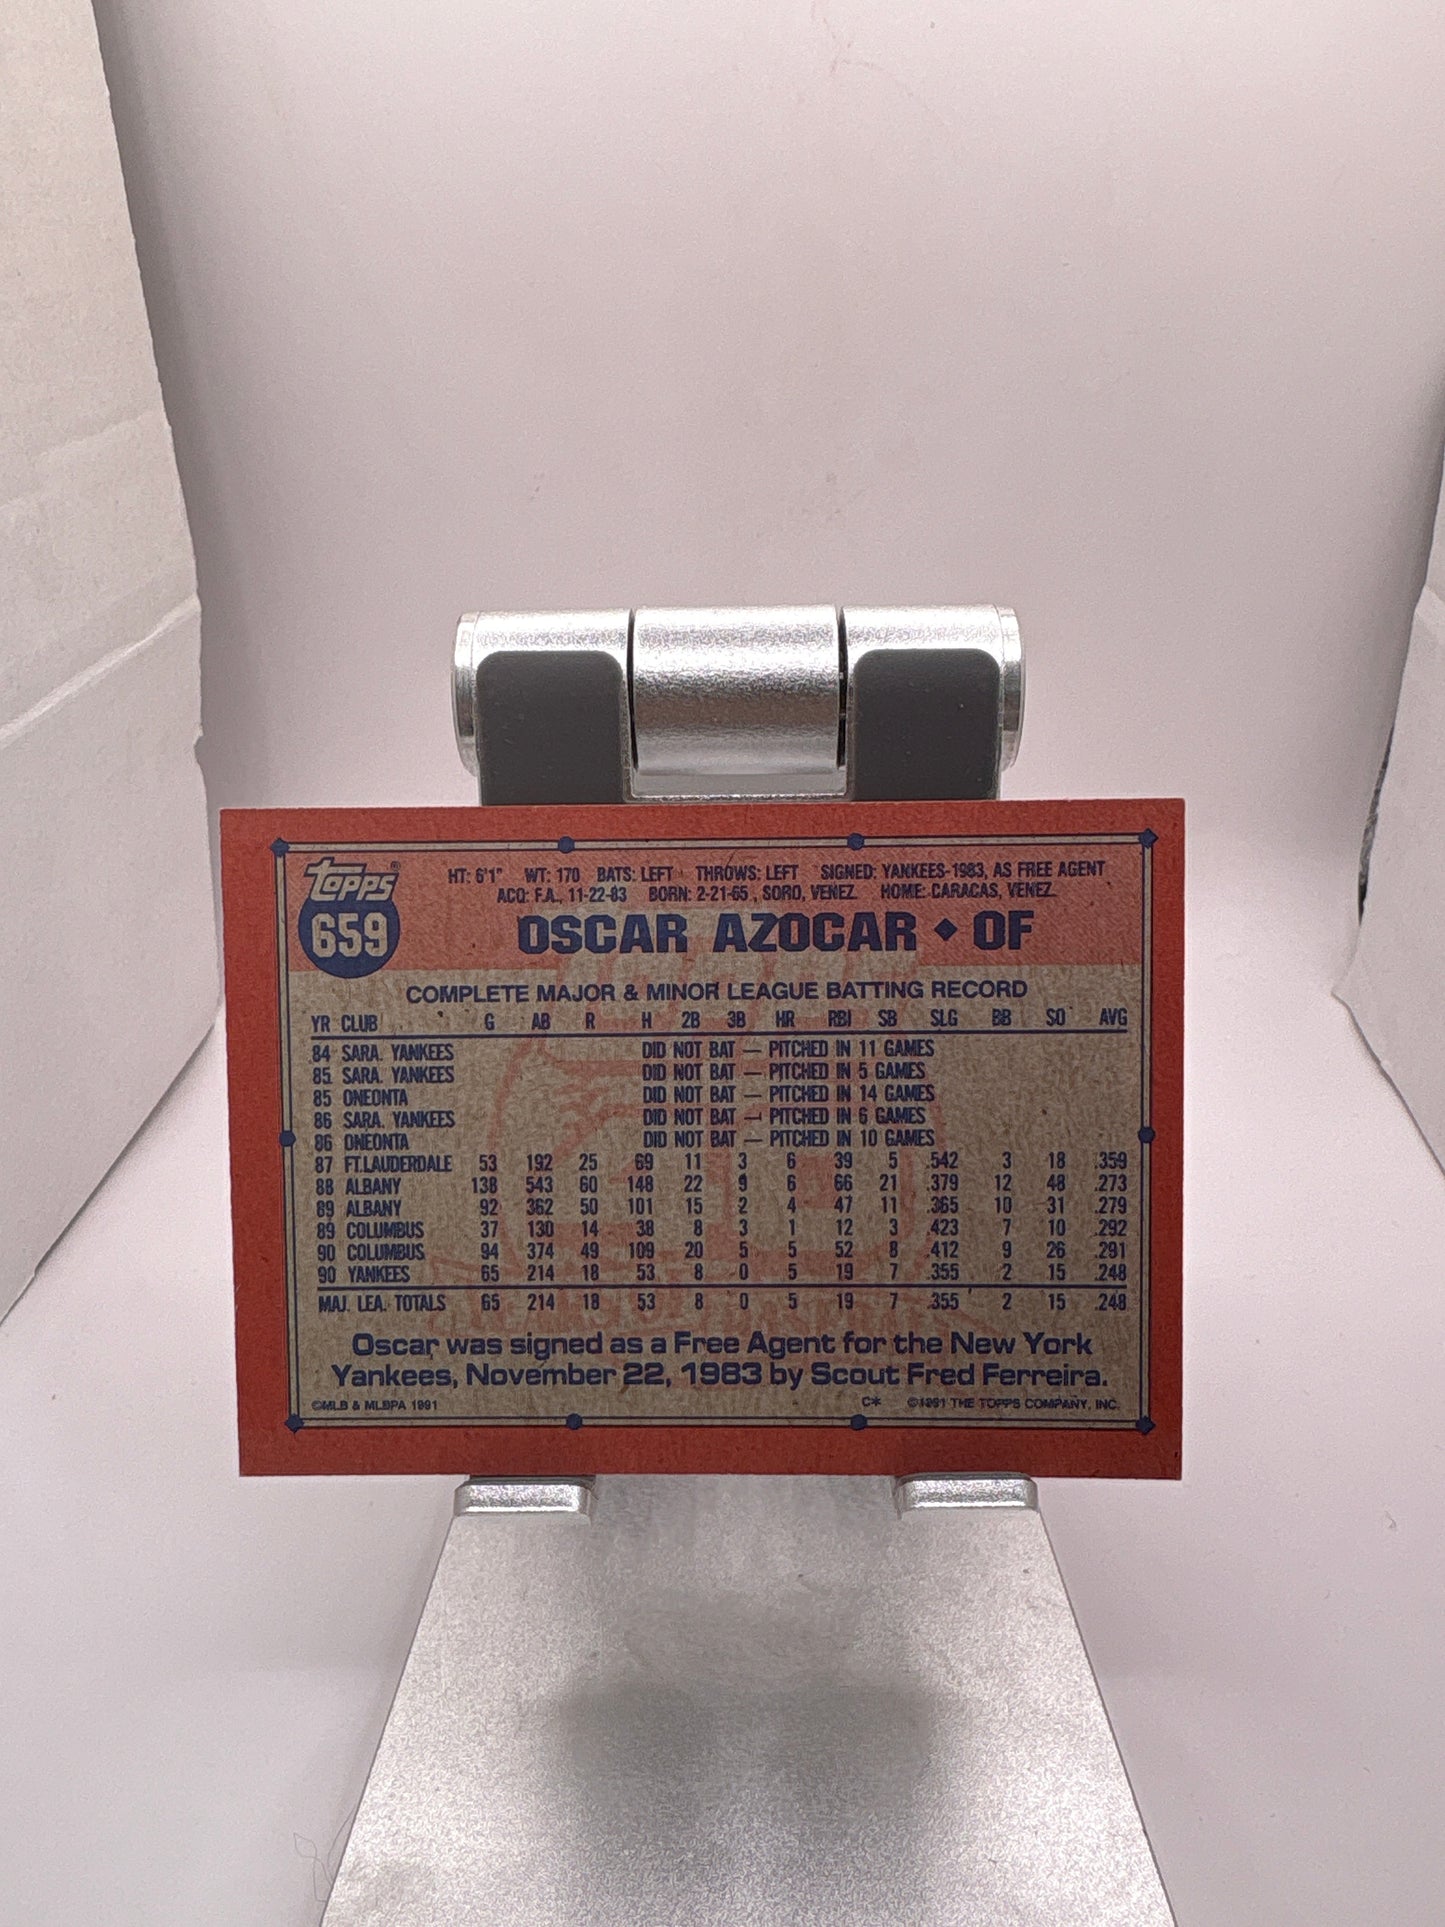 Topps®
659
HT: 6'1" WT: 170 BATS: LEFT THROWS: LEFT SIGNED: YANKEES-1983, AS FREE AGENT
ACQ: F.A., 11-22-83 BORN: 2-21-65, SORO, VENEZ. HOME: CARACAS, VENEZ.
OSCAR AZOCAR ◆ OF
COMPLETE MAJOR & MINOR LEAGUE BATTING RECORD
YR CLUB G AB R H 2B 3B HR RBI SB SLG BB SO AVG
84 SARA. YANKEES DID NOT BAT — PITCHED IN 11 GAMES
85 SARA. YANKEES DID NOT BAT — PITCHED IN 5 GAMES
85 ONEONTA DID NOT BAT — PITCHED IN 14 GAMES
86 SARA. YANKEES DID NOT BAT — PITCHED IN 6 GAMES
86 ONEONTA DID NOT BAT — PITCHED IN 10 GAMES
87 FT.LAUDERDALE 53 192 25 69 11 3 6 39 5 .542 3 18 .359
88 ALBANY 138 543 60 148 22 9 6 66 21 .379 12 48 .273
89 ALBANY 92 362 50 101 15 2 4 47 11 .365 10 31 .279
89 COLUMBUS 37 130 14 38 8 3 1 12 3 .423 7 10 .292
90 COLUMBUS 94 374 49 109 20 5 5 52 8 .412 9 26 .291
90 YANKEES 65 214 18 53 8 0 5 19 7 .355 2 15 .248
MAJ. LEA. TOTALS 65 214 18 53 8 0 5 19 7 .355 2 15 .248
Oscar was signed as a Free Agent for the New York
Yankees, November 22, 1983 by Scout Fred Ferreira.
©MLB & MLBPA 1991 C* ©1991 THE TOPPS COMPANY, INC.